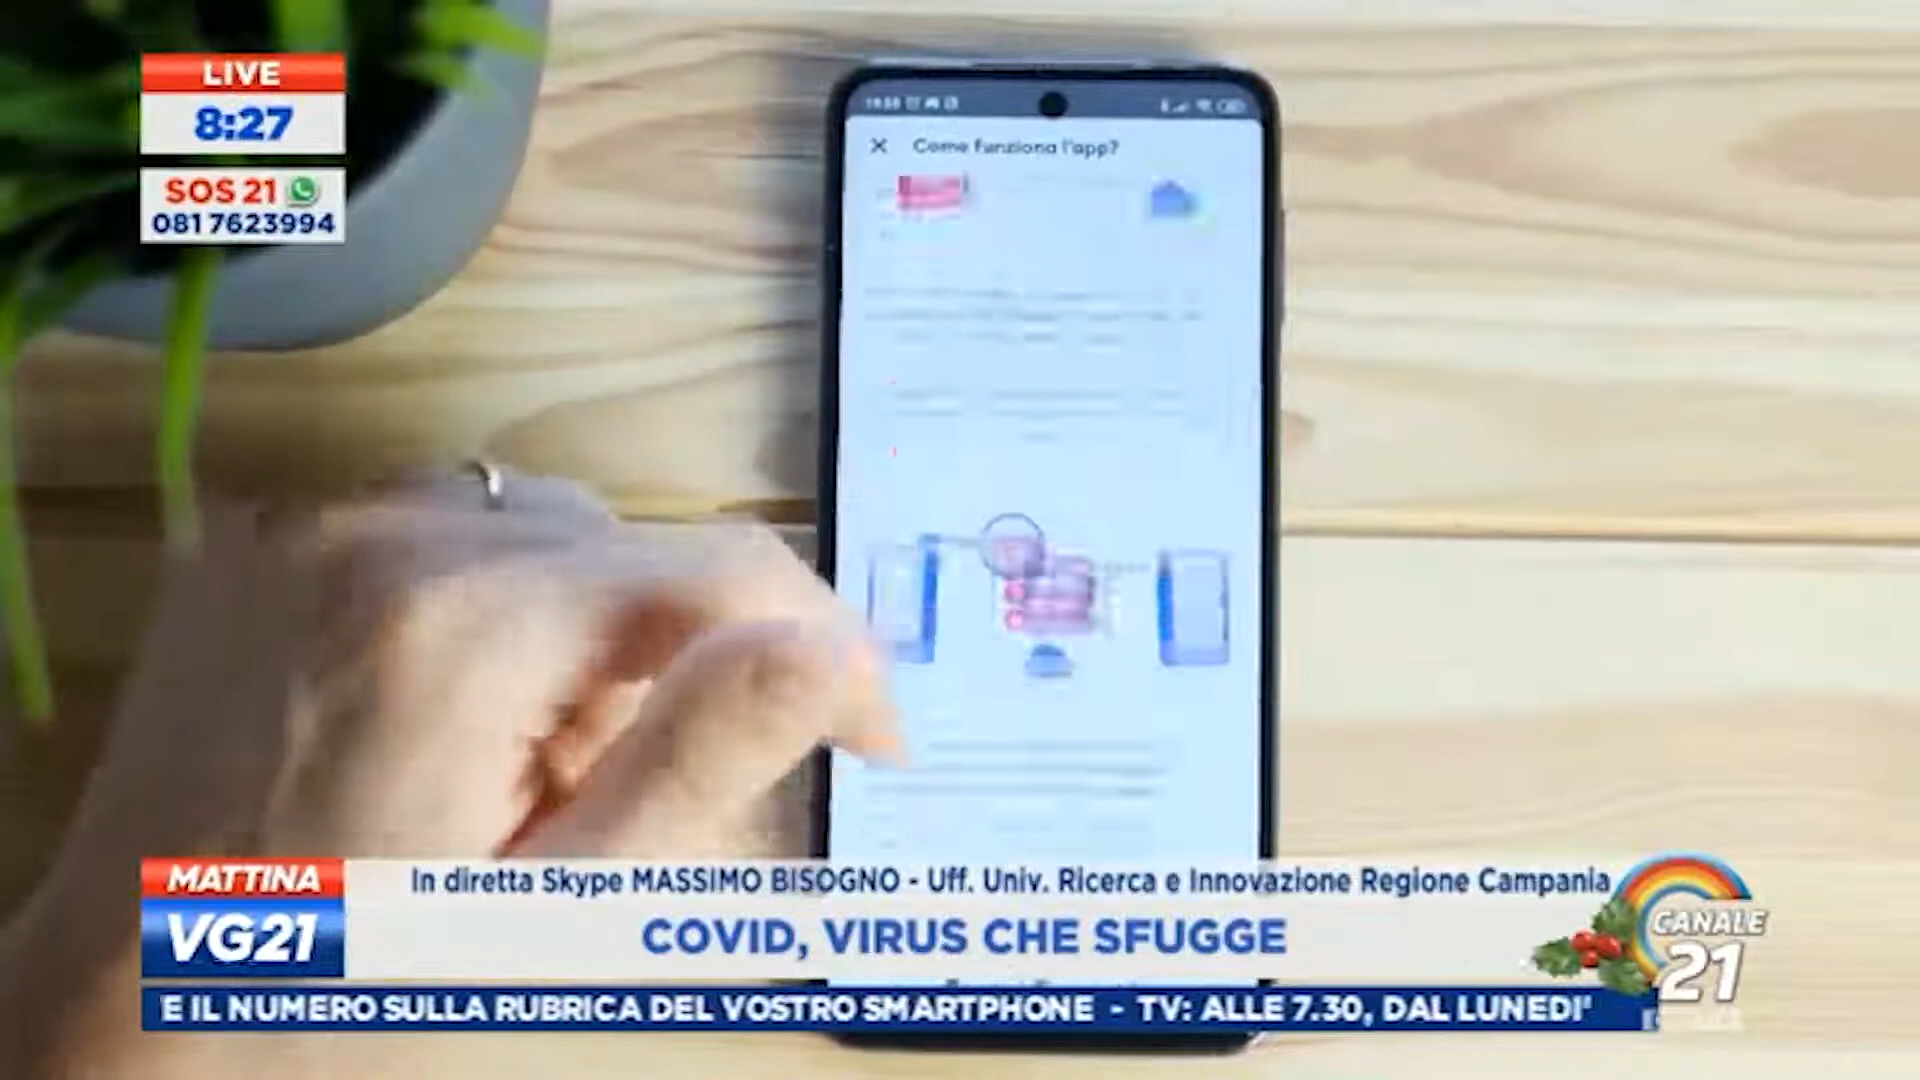 LIVE
8:27
SOS 21
081 7623994
Come funziona l'app?
In diretta Skype MASSIMO BISOGNO - Uff. Univ. Ricerca e Innovazione Regione Campania
MATTINA
VG21
COVID, VIRUS CHE SFUGGE
CANALE
21
E IL NUMERO SULLA RUBRICA DEL VOSTRO SMARTPHONE - TV: ALLE 7.30, DAL LUNEDI'